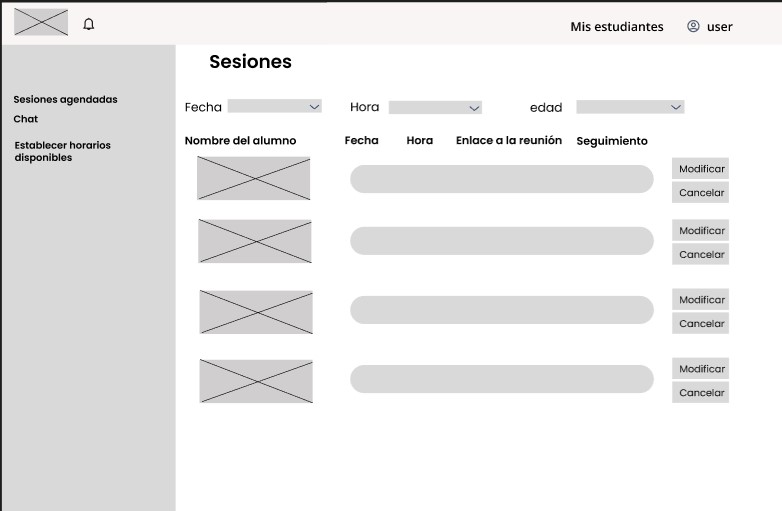 Mis estudiantes user
Sesiones
Sesiones agendadas
Chat
Establecer horarios
disponibles
Fecha Hora edad
Nombre del alumno Fecha Hora Enlace a la reunión Seguimiento
Modificar
Cancelar
Modificar
Cancelar
Modificar
Cancelar
Modificar
Cancelar